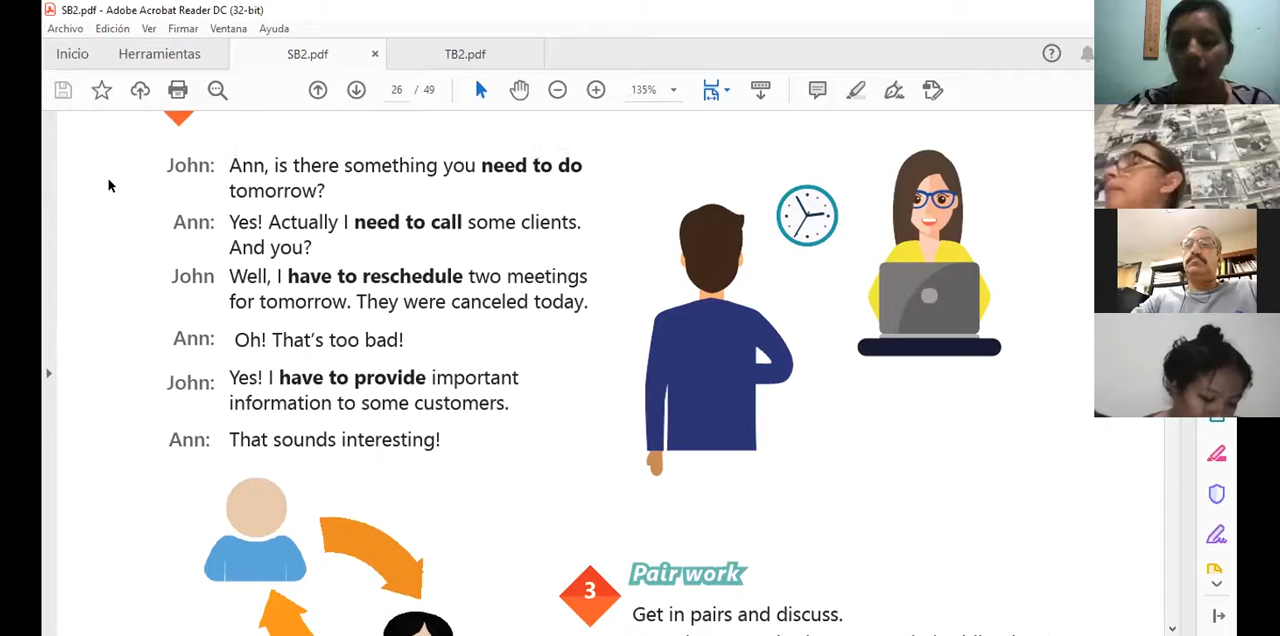 SB2.pdf - Adobe Acrobat Reader DC (32-bit)
Archivo Edición Ver Firmar Ventana Ayuda
Inicio Herramientas SB2.pdf × TB2.pdf
26 / 49 135%
John: Ann, is there something you need to do
tomorrow?
Ann: Yes! Actually I need to call some clients.
And you?
John Well, I have to reschedule two meetings
for tomorrow. They were canceled today.
Ann: Oh! That's too bad!
John: Yes! I have to provide important
information to some customers.
Ann: That sounds interesting!
3 Pair work
Get in pairs and discuss.